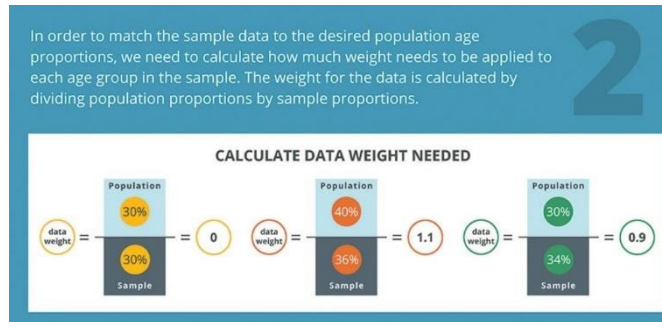 In order to match the sample data to the desired population age
proportions, we need to calculate how much weight needs to be applied to
each age group in the sample. The weight for the data is calculated by
dividing population proportions by sample proportions.
2
CALCULATE DATA WEIGHT NEEDED
Population Population Population
30% 40% 30%
data weight = = 0 data weight = = 1.1 data weight = = 0.9
30% 36% 34%
Sample Sample Sample